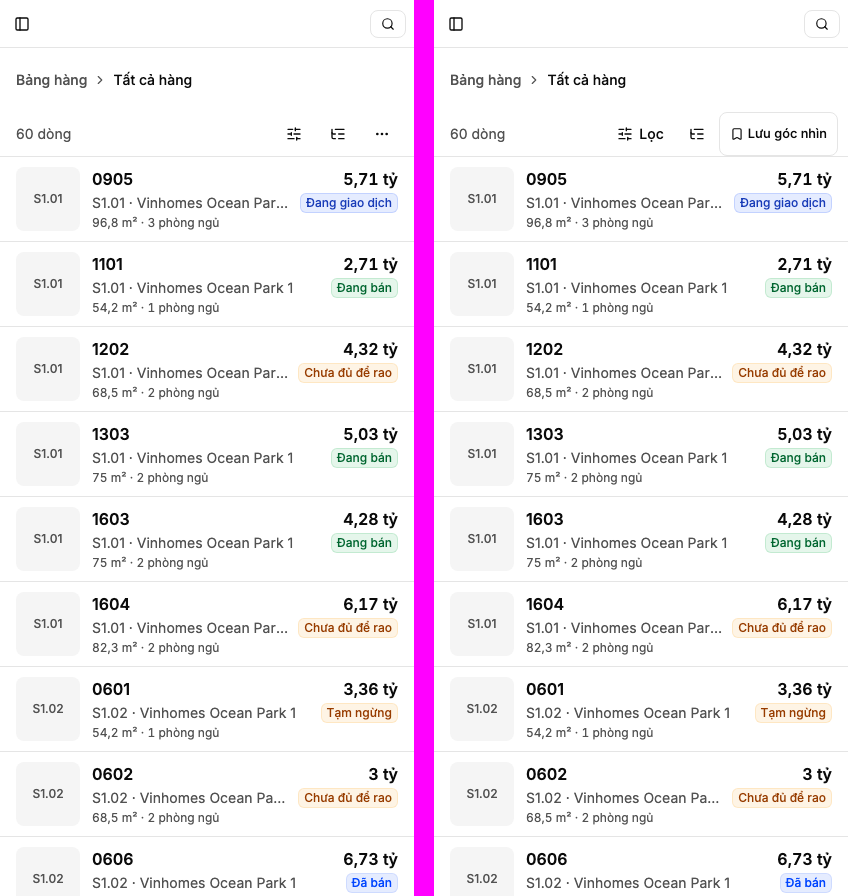 Bảng hàng > Tất cả hàng
60 dòng
S1.01
0905
5,71 tỷ
S1.01 · Vinhomes Ocean Par...
Đang giao dịch
96,8 m² · 3 phòng ngủ
S1.01
1101
2,71 tỷ
S1.01 · Vinhomes Ocean Park 1
Đang bán
54,2 m² · 1 phòng ngủ
S1.01
1202
4,32 tỷ
S1.01 · Vinhomes Ocean Par...
Chưa đủ để rao
68,5 m² · 2 phòng ngủ
S1.01
1303
5,03 tỷ
S1.01 · Vinhomes Ocean Park 1
Đang bán
75 m² · 2 phòng ngủ
S1.01
1603
4,28 tỷ
S1.01 · Vinhomes Ocean Park 1
Đang bán
75 m² · 2 phòng ngủ
S1.01
1604
6,17 tỷ
S1.01 · Vinhomes Ocean Par...
Chưa đủ để rao
82,3 m² · 2 phòng ngủ
S1.02
0601
3,36 tỷ
S1.02 · Vinhomes Ocean Park 1
Tạm ngừng
54,2 m² · 1 phòng ngủ
S1.02
0602
3 tỷ
S1.02 · Vinhomes Ocean Pa...
Chưa đủ để rao
68,5 m² · 2 phòng ngủ
S1.02
0606
6,73 tỷ
S1.02 · Vinhomes Ocean Park 1
Đã bán
Bảng hàng > Tất cả hàng
60 dòng
Lọc
Lưu góc nhìn
S1.01
0905
5,71 tỷ
S1.01 · Vinhomes Ocean Par...
Đang giao dịch
96,8 m² · 3 phòng ngủ
S1.01
1101
2,71 tỷ
S1.01 · Vinhomes Ocean Park 1
Đang bán
54,2 m² · 1 phòng ngủ
S1.01
1202
4,32 tỷ
S1.01 · Vinhomes Ocean Par...
Chưa đủ để rao
68,5 m² · 2 phòng ngủ
S1.01
1303
5,03 tỷ
S1.01 · Vinhomes Ocean Park 1
Đang bán
75 m² · 2 phòng ngủ
S1.01
1603
4,28 tỷ
S1.01 · Vinhomes Ocean Park 1
Đang bán
75 m² · 2 phòng ngủ
S1.01
1604
6,17 tỷ
S1.01 · Vinhomes Ocean Par...
Chưa đủ để rao
82,3 m² · 2 phòng ngủ
S1.02
0601
3,36 tỷ
S1.02 · Vinhomes Ocean Park 1
Tạm ngừng
54,2 m² · 1 phòng ngủ
S1.02
0602
3 tỷ
S1.02 · Vinhomes Ocean Pa...
Chưa đủ để rao
68,5 m² · 2 phòng ngủ
S1.02
0606
6,73 tỷ
S1.02 · Vinhomes Ocean Park 1
Đã bán